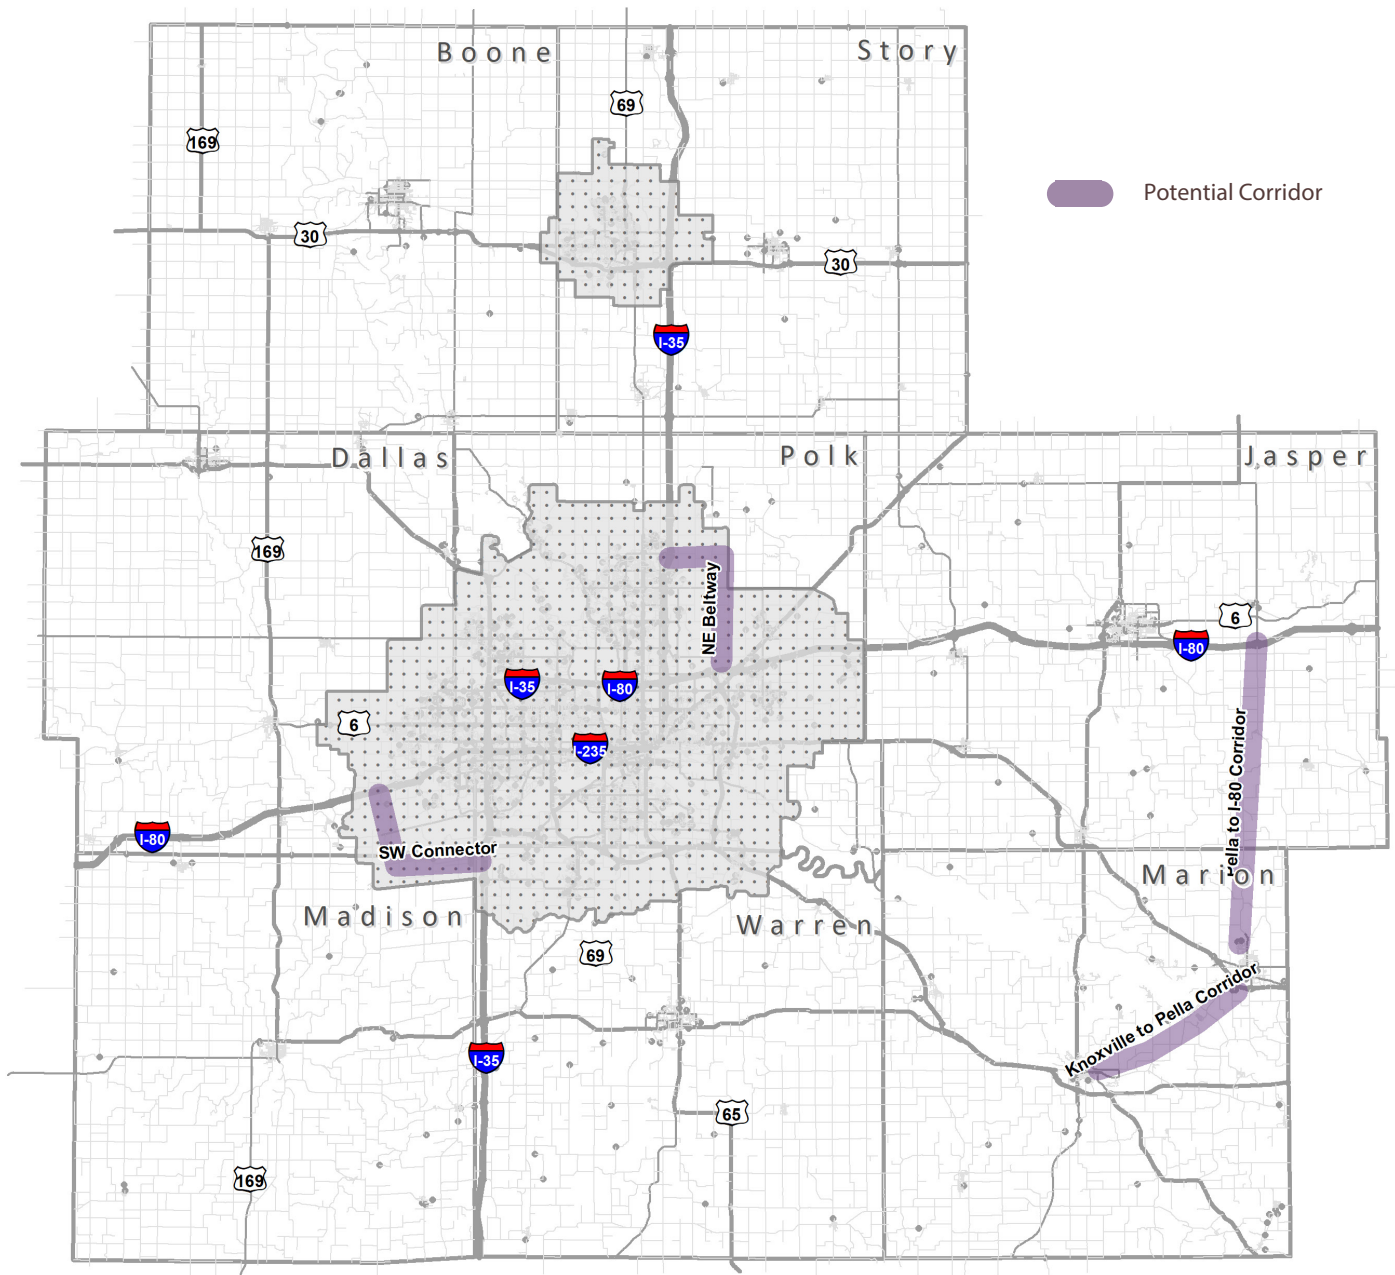 Boone
Story
69
169
Potential Corridor
30
30
I-35
Dallas
Polk
Jasper
169
NE Beltway
6
I-80
I-35
I-80
6
I-235
Pella to I-80 Corridor
I-80
SW Connector
Marion
Madison
Warren
69
Knoxville to Pella Corridor
I-35
65
169